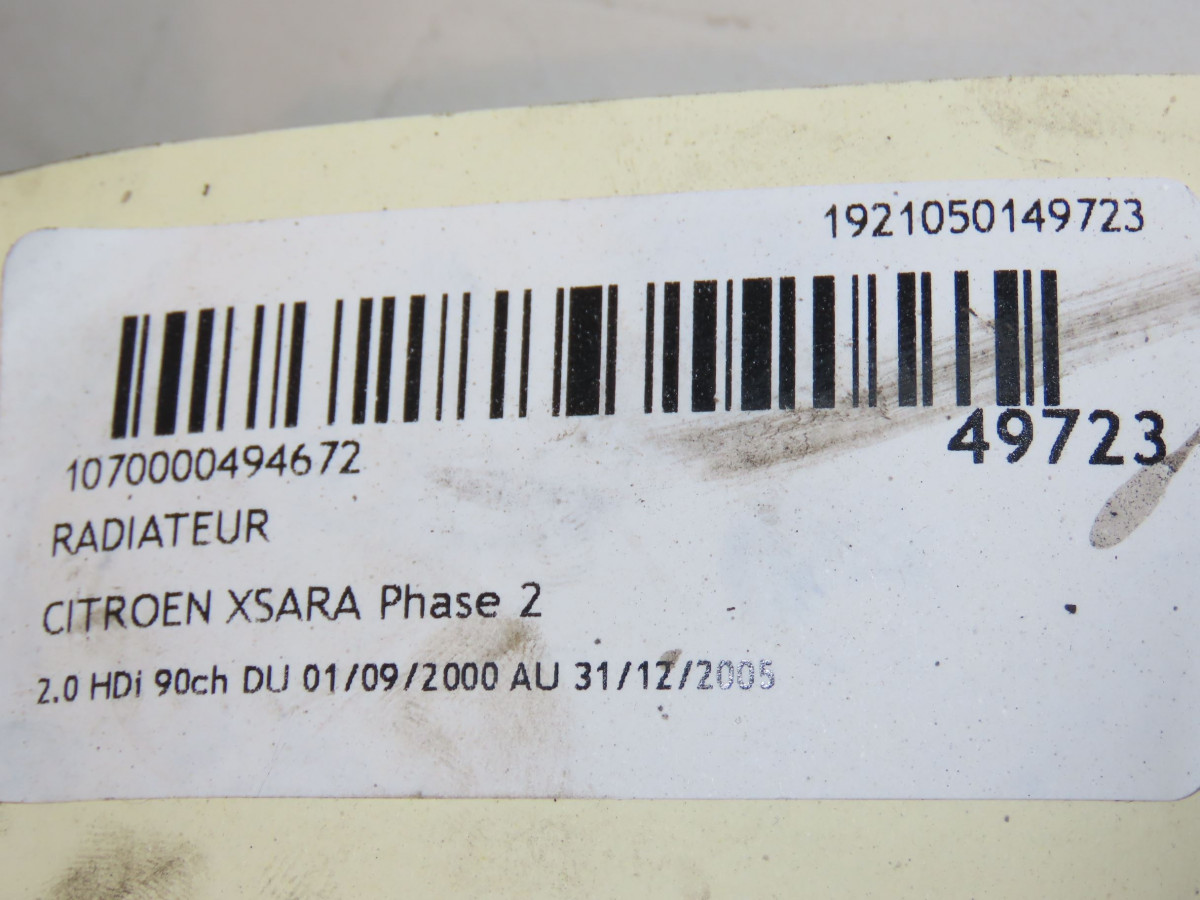 1921050149723
49723
1070000494672
RADIATEUR
CITROEN XSARA Phase 2
2.0 HDi 90ch DU 01/09/2000 AU 31/12/2005